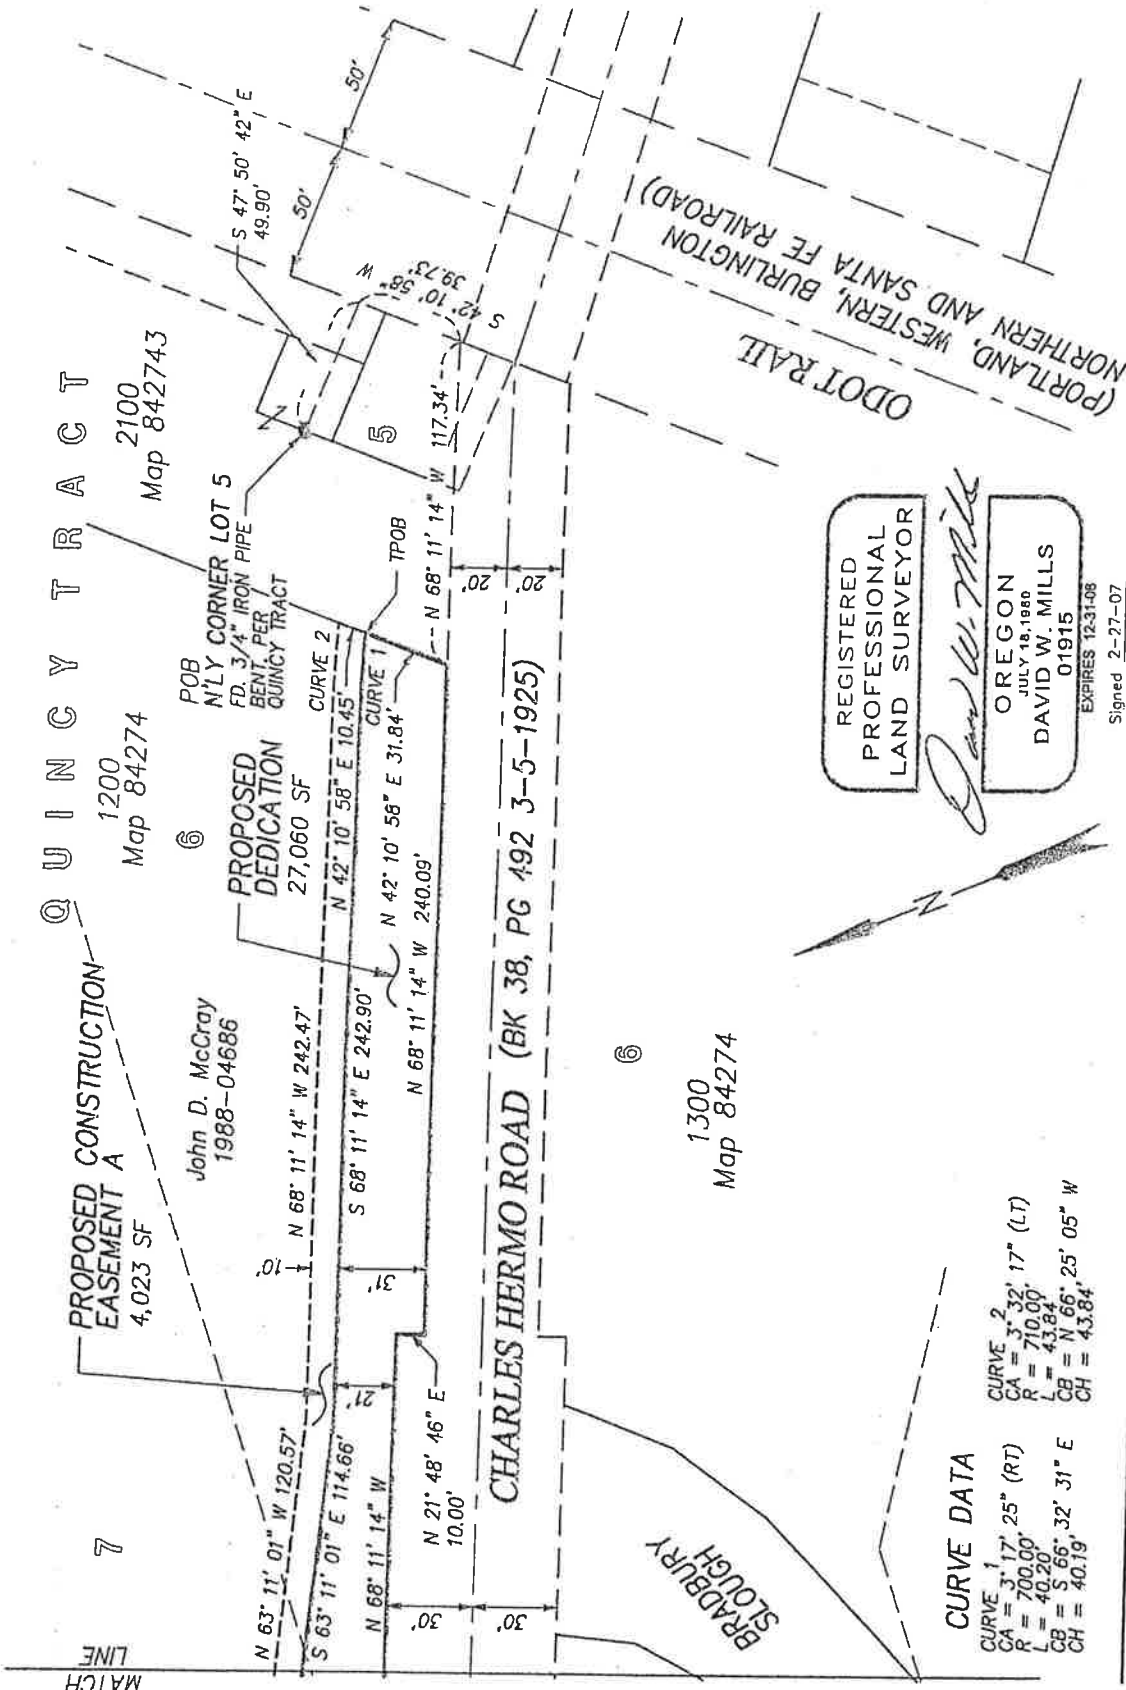 QUINCY TRACT
1200
Map 84274
6
2100
Map 842743
7
MATCH
LINE
PROPOSED CONSTRUCTION
EASEMENT A
4,023 SF
John D. McCray
1988-04686
PROPOSED
DEDICATION
27,060 SF
POB
N'LY CORNER LOT 5
FD. 3/4" IRON PIPE
BENT, PER
QUINCY TRACT
S 47° 50' 42" E
49.90'
50'
50'
S 42° 10' 58" W
39.73'
5
N
N 63° 11' 01" W 120.57'
N 68° 11' 14" W 242.47'
10'
CURVE 2
N 42° 10' 58" E 10.45'
CURVE 1
TPOB
N 68° 11' 14" W 117.34'
S 63° 11' 01" E 114.66'
S 68° 11' 14" E 242.90'
N 42° 10' 58" E 31.84'
21'
31'
N 68° 11' 14" W
N 68° 11' 14" W 240.09'
N 21° 48' 46" E
10.00'
20'
20'
30'
30'
CHARLES HERMO ROAD (BK 38, PG 492 3-5-1925)
ODOT RAIL
(PORTLAND, WESTERN, BURLINGTON
NORTHERN AND SANTA FE RAILROAD)
BRADBURY
SLOUGH
6
1300
Map 84274
N
REGISTERED
PROFESSIONAL
LAND SURVEYOR
David W. Mills
OREGON
JULY 18, 1980
DAVID W. MILLS
01915
EXPIRES 12-31-08
Signed 2-27-07
CURVE DATA
CURVE 1
CA = 3° 17' 25" (RT)
R = 700.00'
L = 40.20'
CB = S 66° 32' 31" E
CH = 40.19'
CURVE 2
CA = 3° 32' 17" (LT)
R = 710.00'
L = 43.84'
CB = N 66° 25' 05" W
CH = 43.84'